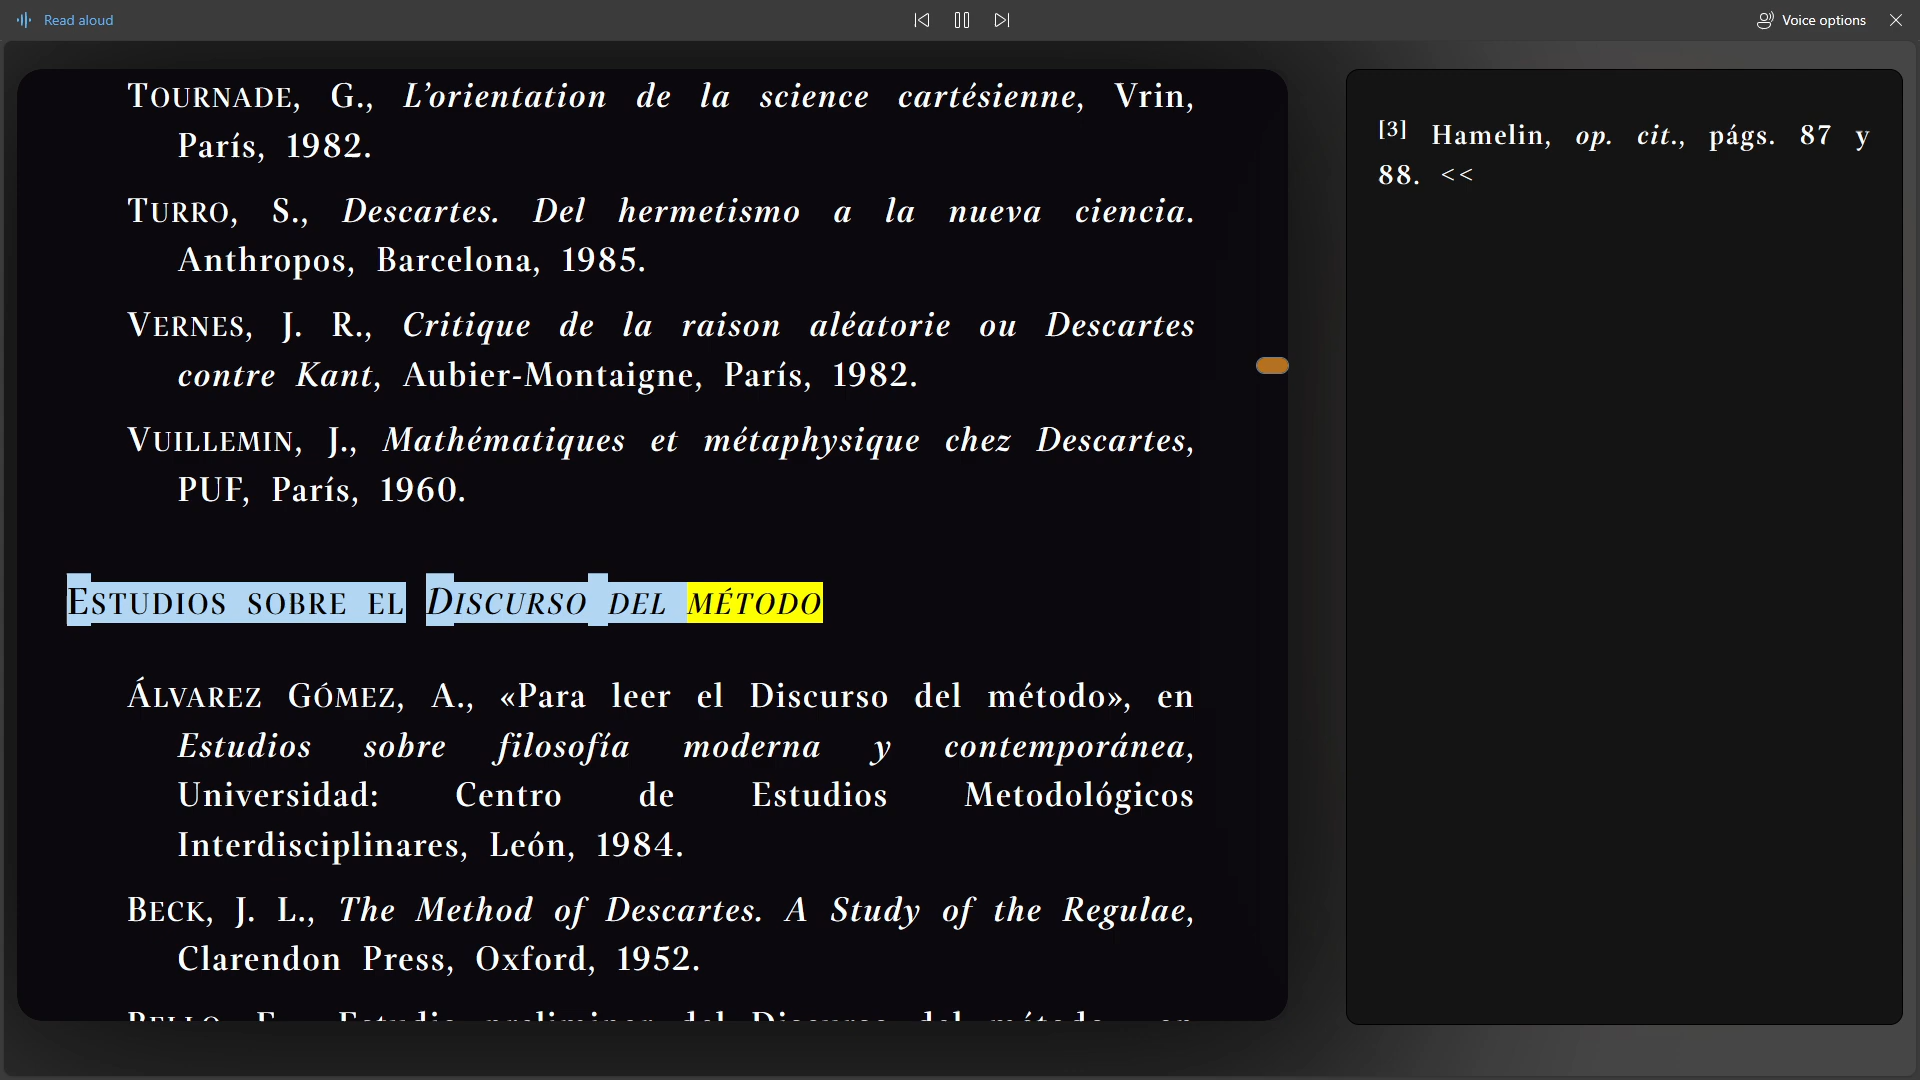 Read aloud
Voice options
TOURNADE, G., L’orientation de la science cartésienne, Vrin,
París, 1982.
TURRO, S., Descartes. Del hermetismo a la nueva ciencia.
Anthropos, Barcelona, 1985.
VERNES, J. R., Critique de la raison aléatorie ou Descartes
contre Kant, Aubier-Montaigne, París, 1982.
VUILLEMIN, J., Mathématiques et métaphysique chez Descartes,
PUF, París, 1960.
ESTUDIOS SOBRE EL DISCURSO DEL MÉTODO
ÁLVAREZ GÓMEZ, A., «Para leer el Discurso del método», en
Estudios sobre filosofía moderna y contemporánea,
Universidad: Centro de Estudios Metodológicos
Interdisciplinares, León, 1984.
BECK, J. L., The Method of Descartes. A Study of the Regulae,
Clarendon Press, Oxford, 1952.
[3] Hamelin, op. cit., págs. 87 y
88. <<